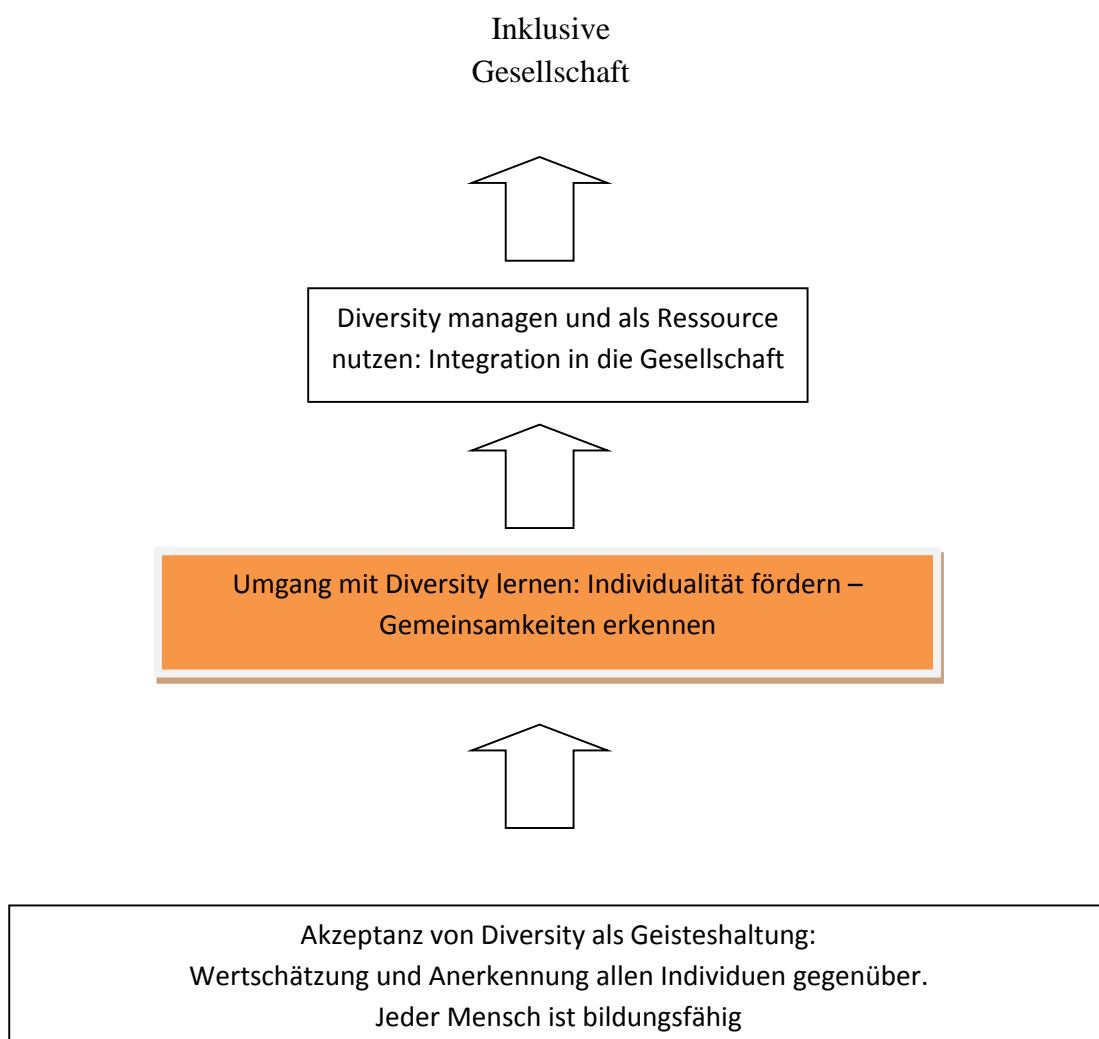 Inklusive
Gesellschaft
Diversity managen und als Ressource
nutzen: Integration in die Gesellschaft
Umgang mit Diversity lernen: Individualität fördern –
Gemeinsamkeiten erkennen
Akzeptanz von Diversity als Geisteshaltung:
Wertschätzung und Anerkennung allen Individuen gegenüber.
Jeder Mensch ist bildungsfähig